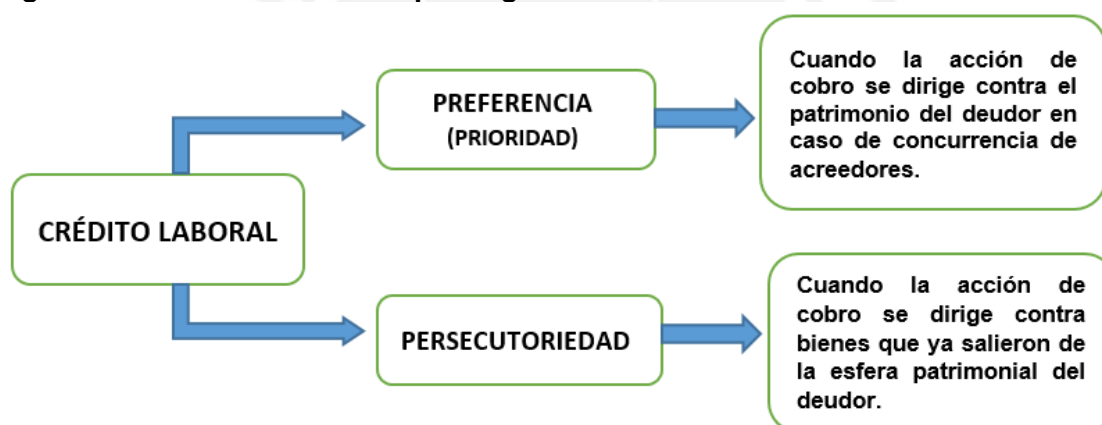 PREFERENCIA
(PRIORIDAD)
Cuando la acción de
cobro se dirige contra el
patrimonio del deudor en
caso de concurrencia de
acreedores.
CRÉDITO LABORAL
PERSECUTORIEDAD
Cuando la acción de
cobro se dirige contra
bienes que ya salieron de
la esfera patrimonial del
deudor.